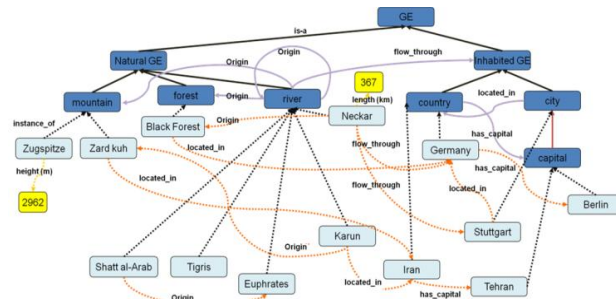 GE
is-a
Natural GE
Origin
flow_through
Inhabited GE
367
mountain
forest
Origin
river
length (km)
country
located_in
city
instance_of
Black Forest
Origin
Neckar
has_capital
Zugspitze
Zard kuh
located_in
flow_through
Germany
has_capital
capital
height (m)
flow_through
located_in
2962
Berlin
Karun
Stuttgart
Origin
Shatt al-Arab
Tigris
Euphrates
located_in
Iran
has_capital
Tehran
Origin